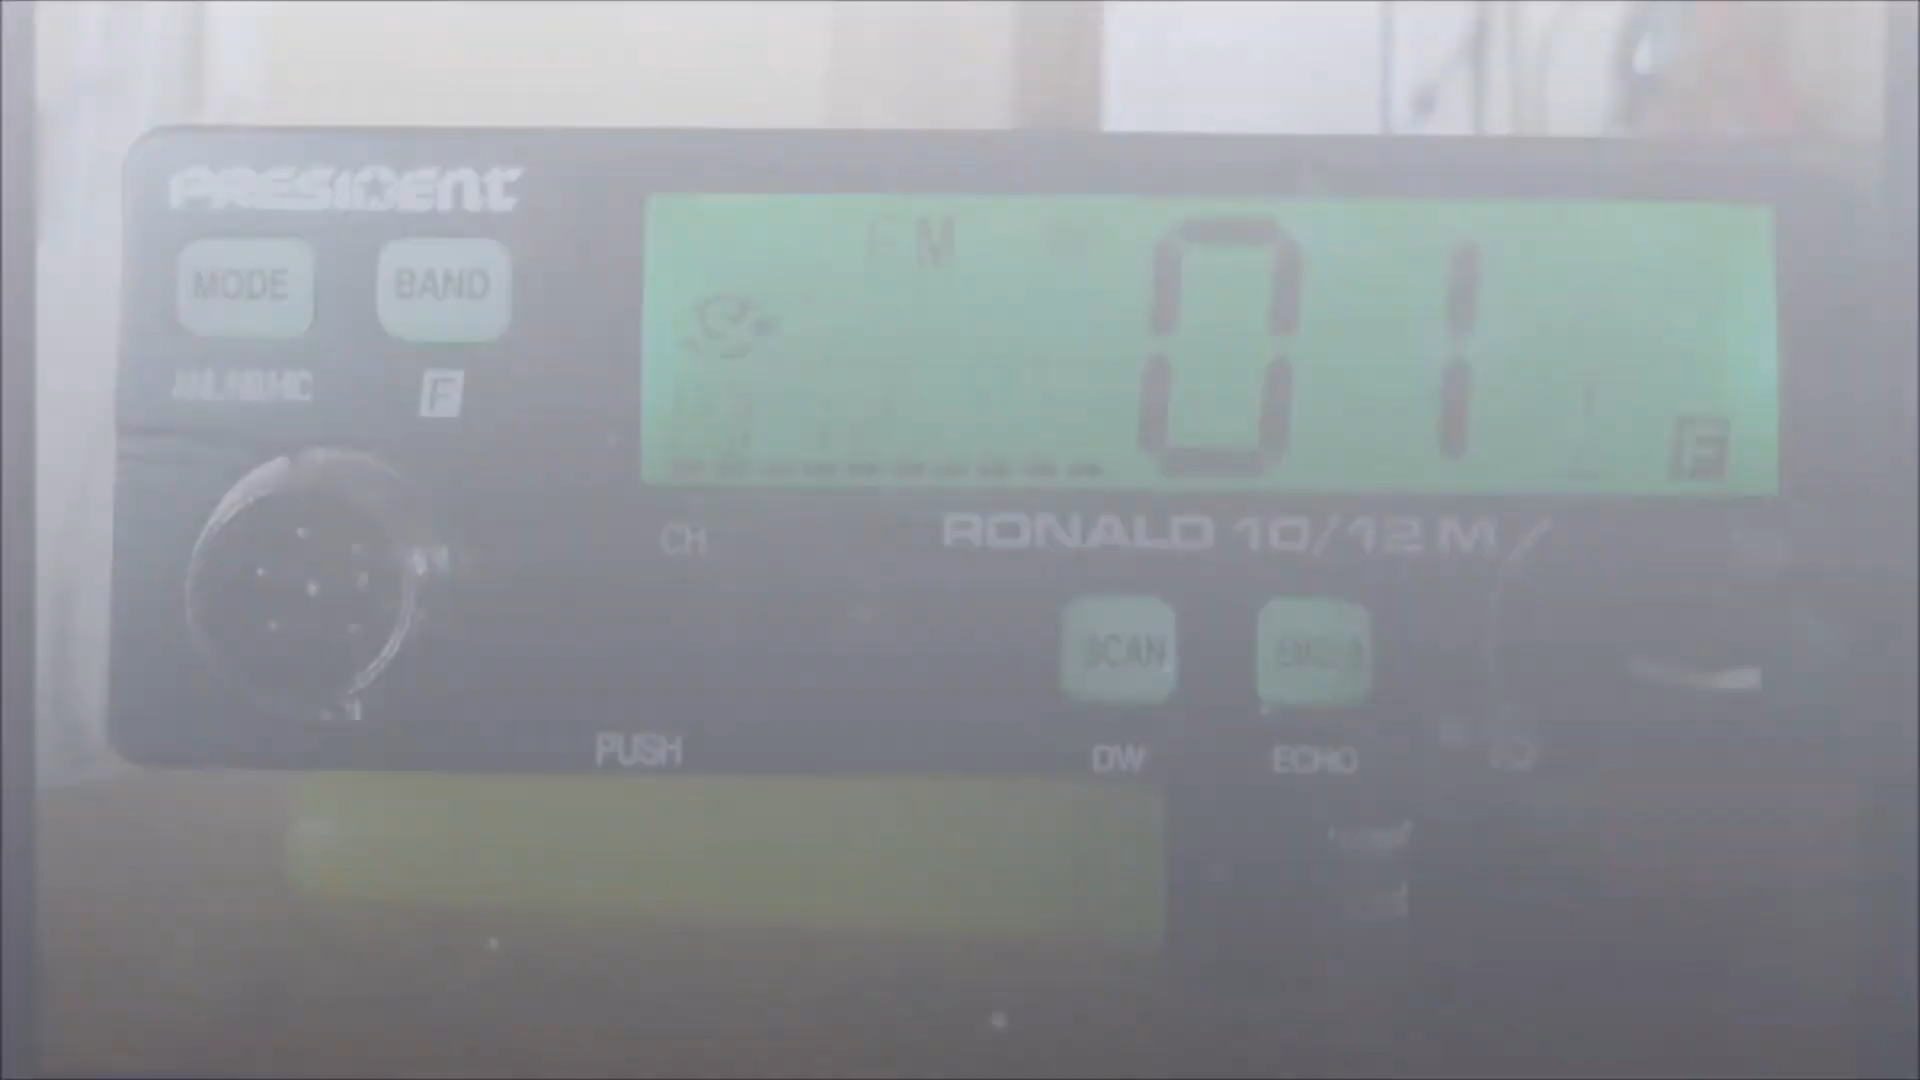 PRESIDENT
FM
01
MODE
BAND
F
F
CH
RONALD 10/12 M
SCAN
PUSH
DW
ECHO